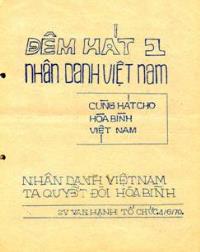 ĐÊM HÁT 1
NHÂN DANH VIỆT NAM
CÙNG HÁT CHO
HÒA BÌNH
VIỆT NAM
NHÂN DANH VIỆT NAM
TA QUYẾT ĐÒI HÒA BÌNH
SV VẠN HẠNH TỔ CHỨC 4/6/70.